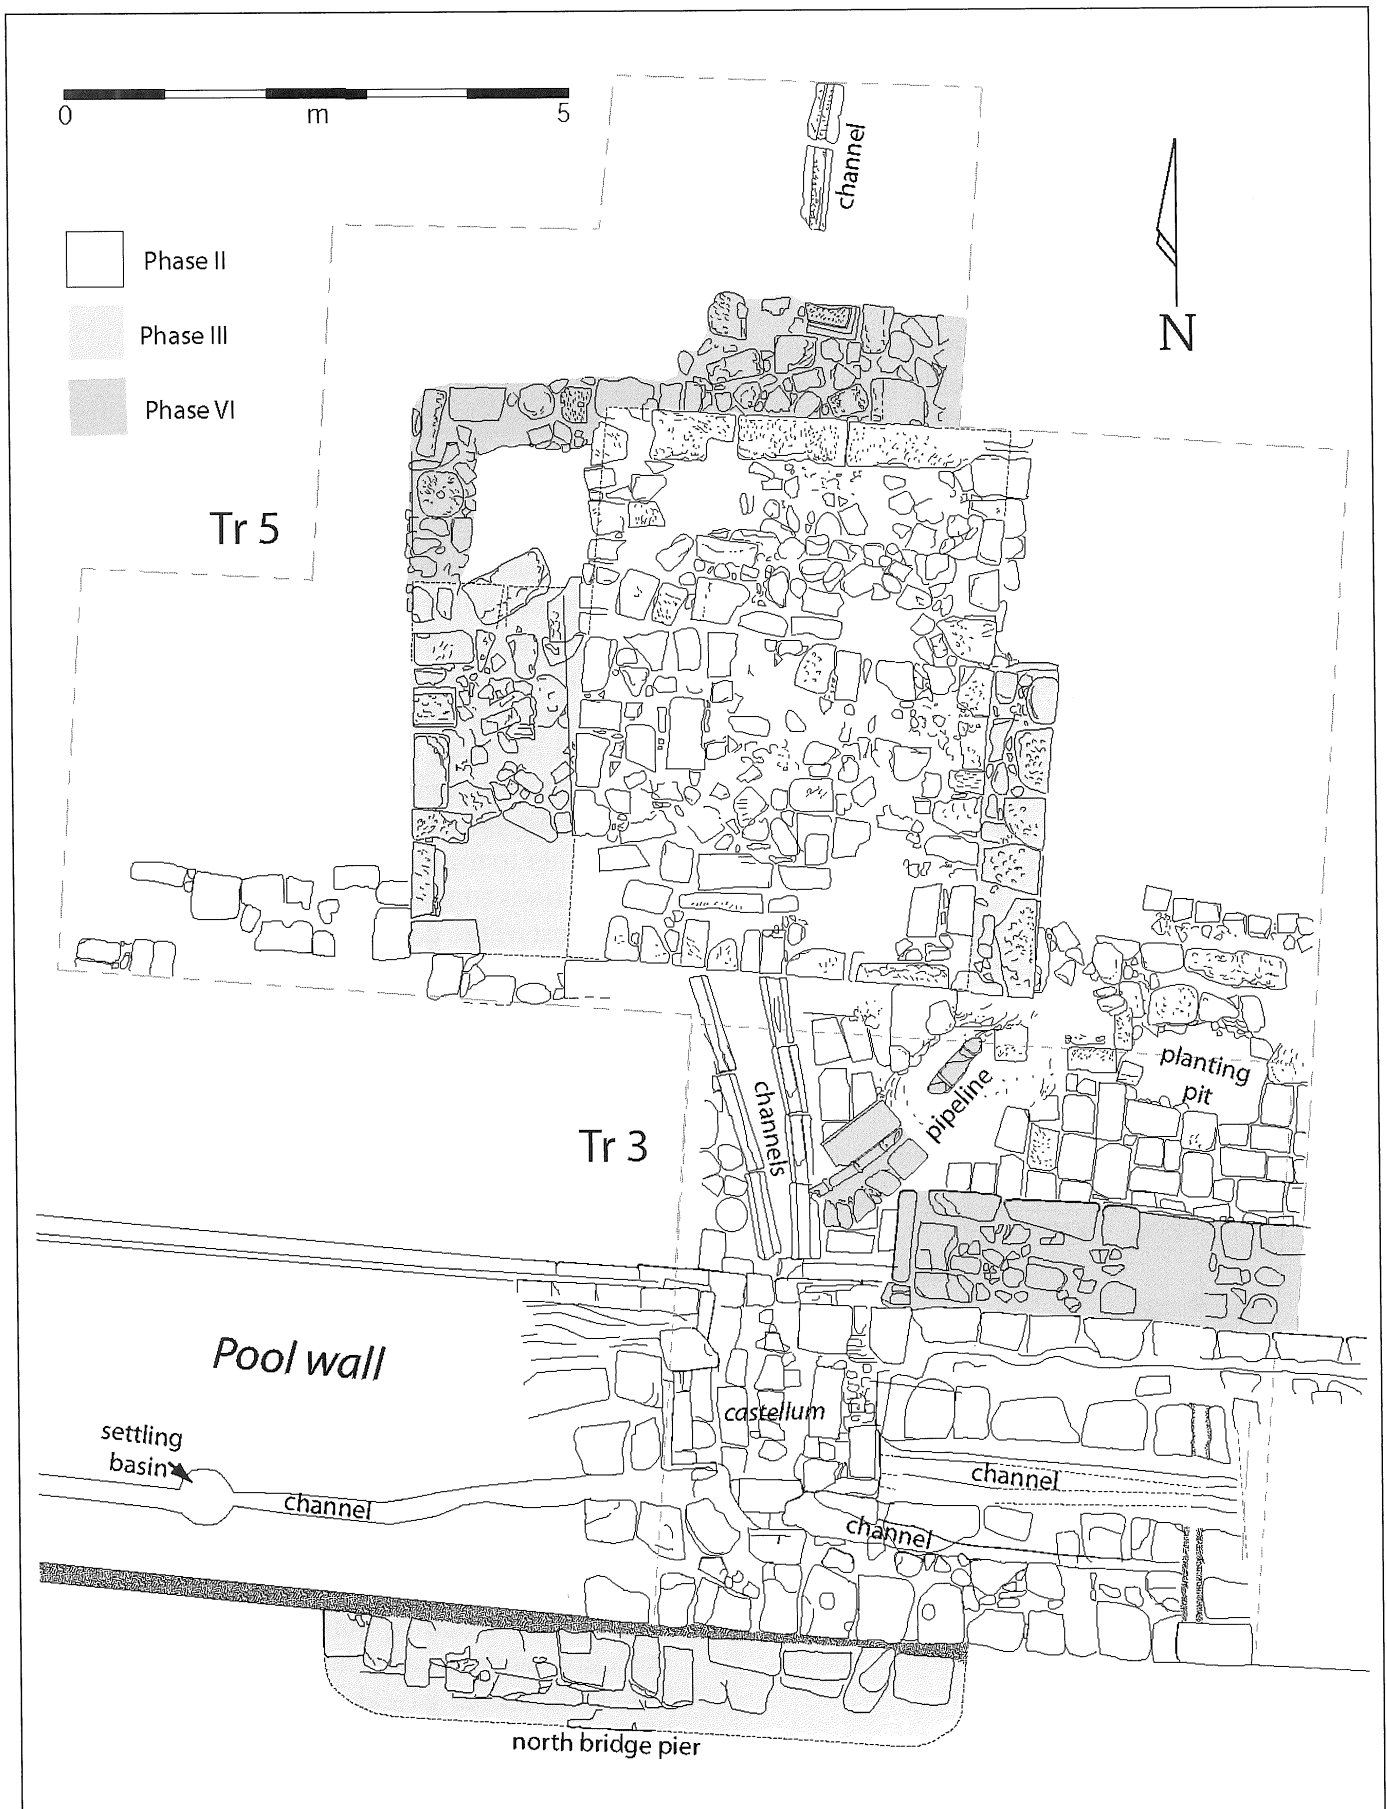 0 m 5
channel
Phase II
Phase III
Phase VI
N
Tr 5
planting
pit
pipeline
channels
Tr 3
Pool wall
castellum
settling
basin
channel
channel
channel
north bridge pier